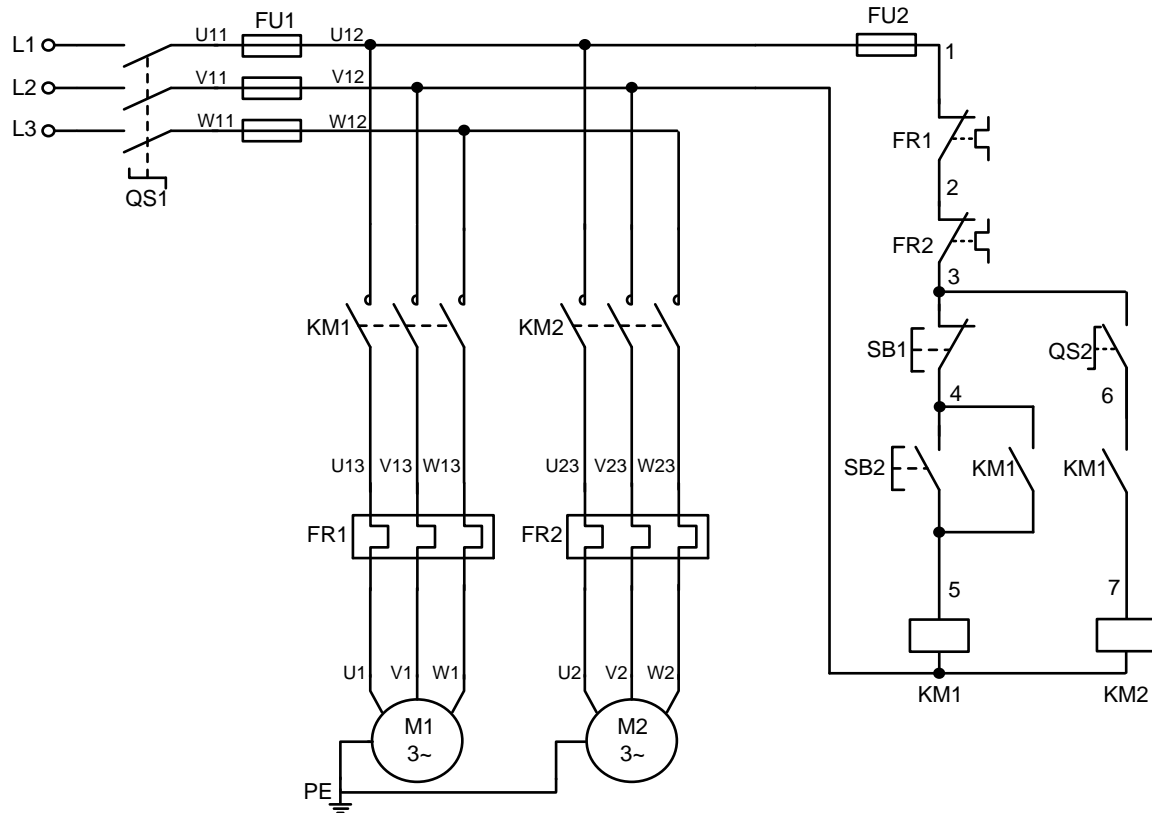 FU1 FU2
L1 U11 U12 1
L2 V11 V12
L3 W11 W12
QS1
FR1
2
FR2
3
KM1 KM2 SB1 QS2
4 6
U13 V13 W13 U23 V23 W23 SB2 KM1 KM1
FR1 FR2
5 7
U1 V1 W1 U2 V2 W2
KM1 KM2
M1 M2
3~ 3~
PE